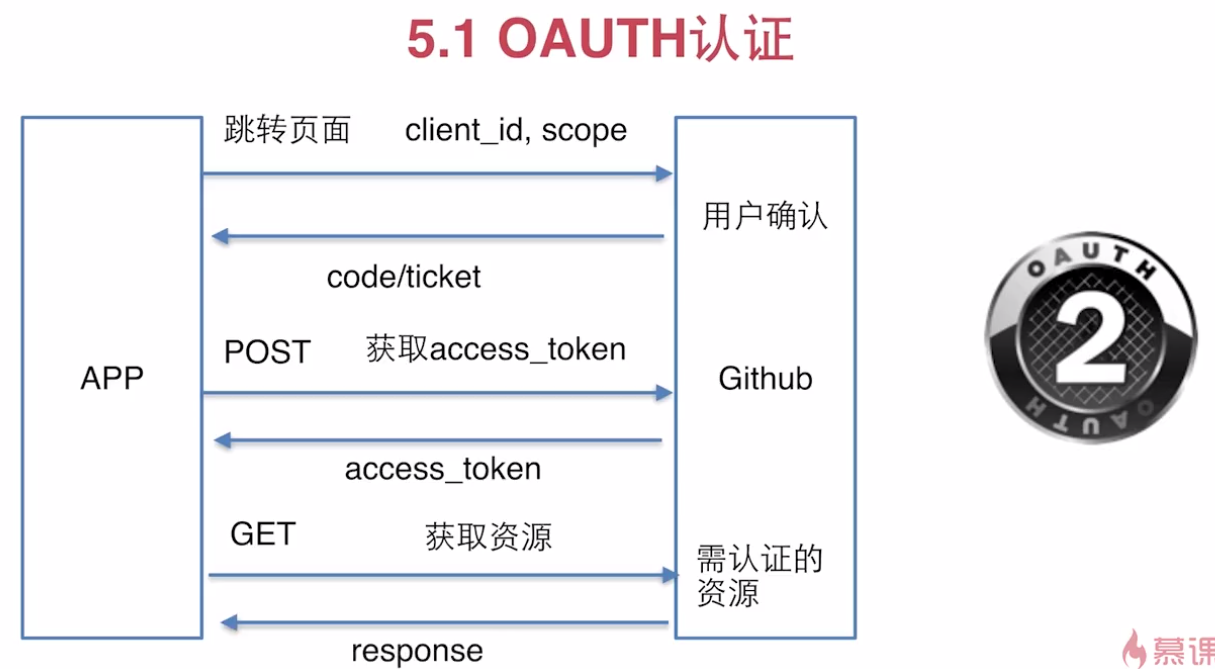 5.1 OAUTH认证
跳转页面 client_id, scope
用户确认
code/ticket
POST 获取access_token
APP
Github
access_token
GET 获取资源
需认证的
资源
response
OAUTH
2
OAUTH
慕课